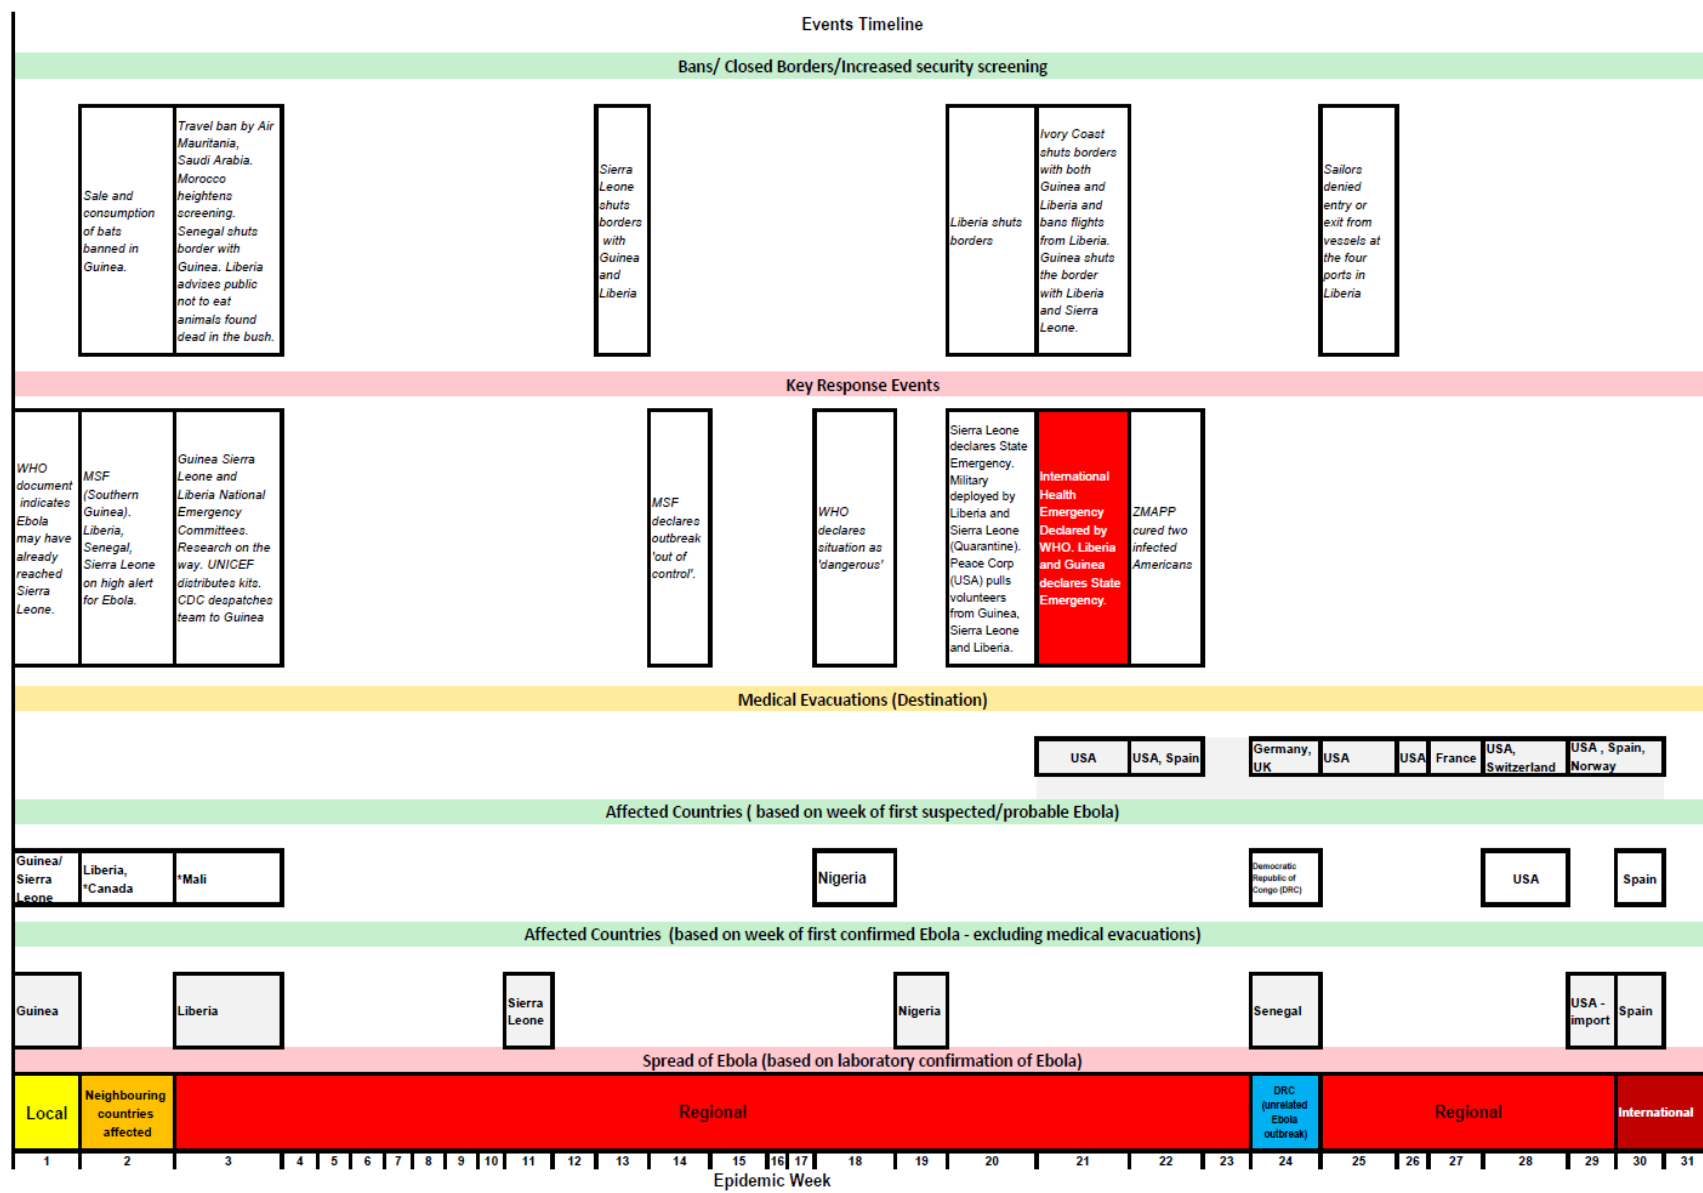 Events Timeline
Bans/ Closed Borders/Increased security screening
Sale and
consumption
of bats
banned in
Guinea.
Travel ban by Air
Mauritania,
Saudi Arabia.
Morocco
heightens
screening.
Senegal shuts
border with
Guinea. Liberia
advises public
not to eat
animals found
dead in the bush.
Sierra
Leone
shuts
borders
with
Guinea
and
Liberia
Liberia shuts
borders
Ivory Coast
shuts borders
with both
Guinea and
Liberia and
bans flights
from Liberia.
Guinea shuts
the border
with Liberia
and Sierra
Leone.
Sailors
denied
entry or
exit from
vessels at
the four
ports in
Liberia
Key Response Events
WHO
document
indicates
Ebola
may have
already
reached
Sierra
Leone.
MSF
(Southern
Guinea).
Liberia,
Senegal,
Sierra Leone
on high alert
for Ebola.
Guinea Sierra
Leone and
Liberia National
Emergency
Committees.
Research on the
way. UNICEF
distributes kits.
CDC despatches
team to Guinea
MSF
declares
outbreak
'out of
control'.
WHO
declares
situation as
'dangerous'
Sierra Leone
declares State
Emergency.
Military
deployed by
Liberia and
Sierra Leone
(Quarantine).
Peace Corp
(USA) pulls
volunteers
from Guinea,
Sierra Leone
and Liberia.
International
Health
Emergency
Declared by
WHO. Liberia
and Guinea
declares State
Emergency.
ZMAPP
cured two
infected
Americans
Medical Evacuations (Destination)
USA
USA, Spain
Germany,
UK
USA
USA
France
USA,
Switzerland
USA , Spain,
Norway
Affected Countries ( based on week of first suspected/probable Ebola)
Guinea/
Sierra
Leone
Liberia,
*Canada
*Mali
Nigeria
Democratic
Republic of
Congo (DRC)
USA
Spain
Affected Countries (based on week of first confirmed Ebola - excluding medical evacuations)
Guinea
Liberia
Sierra
Leone
Nigeria
Senegal
USA -
import
Spain
Spread of Ebola (based on laboratory confirmation of Ebola)
Local
Neighbouring
countries
affected
Regional
DRC
(unrelated
Ebola
outbreak)
Regional
International
1 2 3 4 5 6 7 8 9 10 11 12 13 14 15 16 17 18 19 20 21 22 23 24 25 26 27 28 29 30 31
Epidemic Week